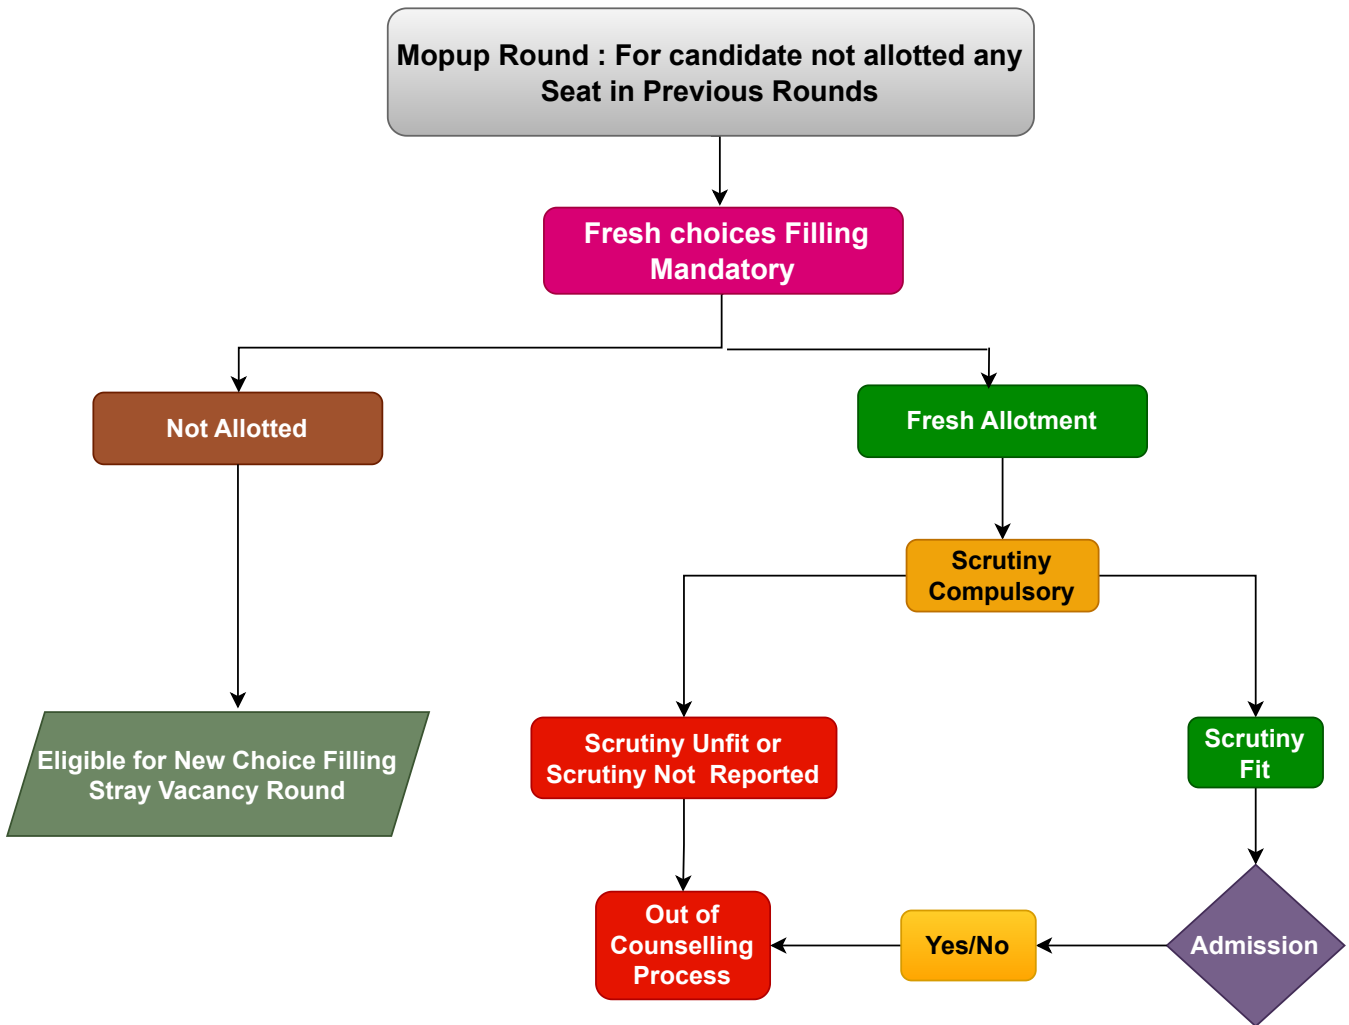 Mopup Round : For candidate not allotted any
Seat in Previous Rounds
Fresh choices Filling
Mandatory
Not Allotted
Fresh Allotment
Scrutiny
Compulsory
Eligible for New Choice Filling
Stray Vacancy Round
Scrutiny Unfit or
Scrutiny Not Reported
Scrutiny
Fit
Out of
Counselling
Process
Yes/No
Admission